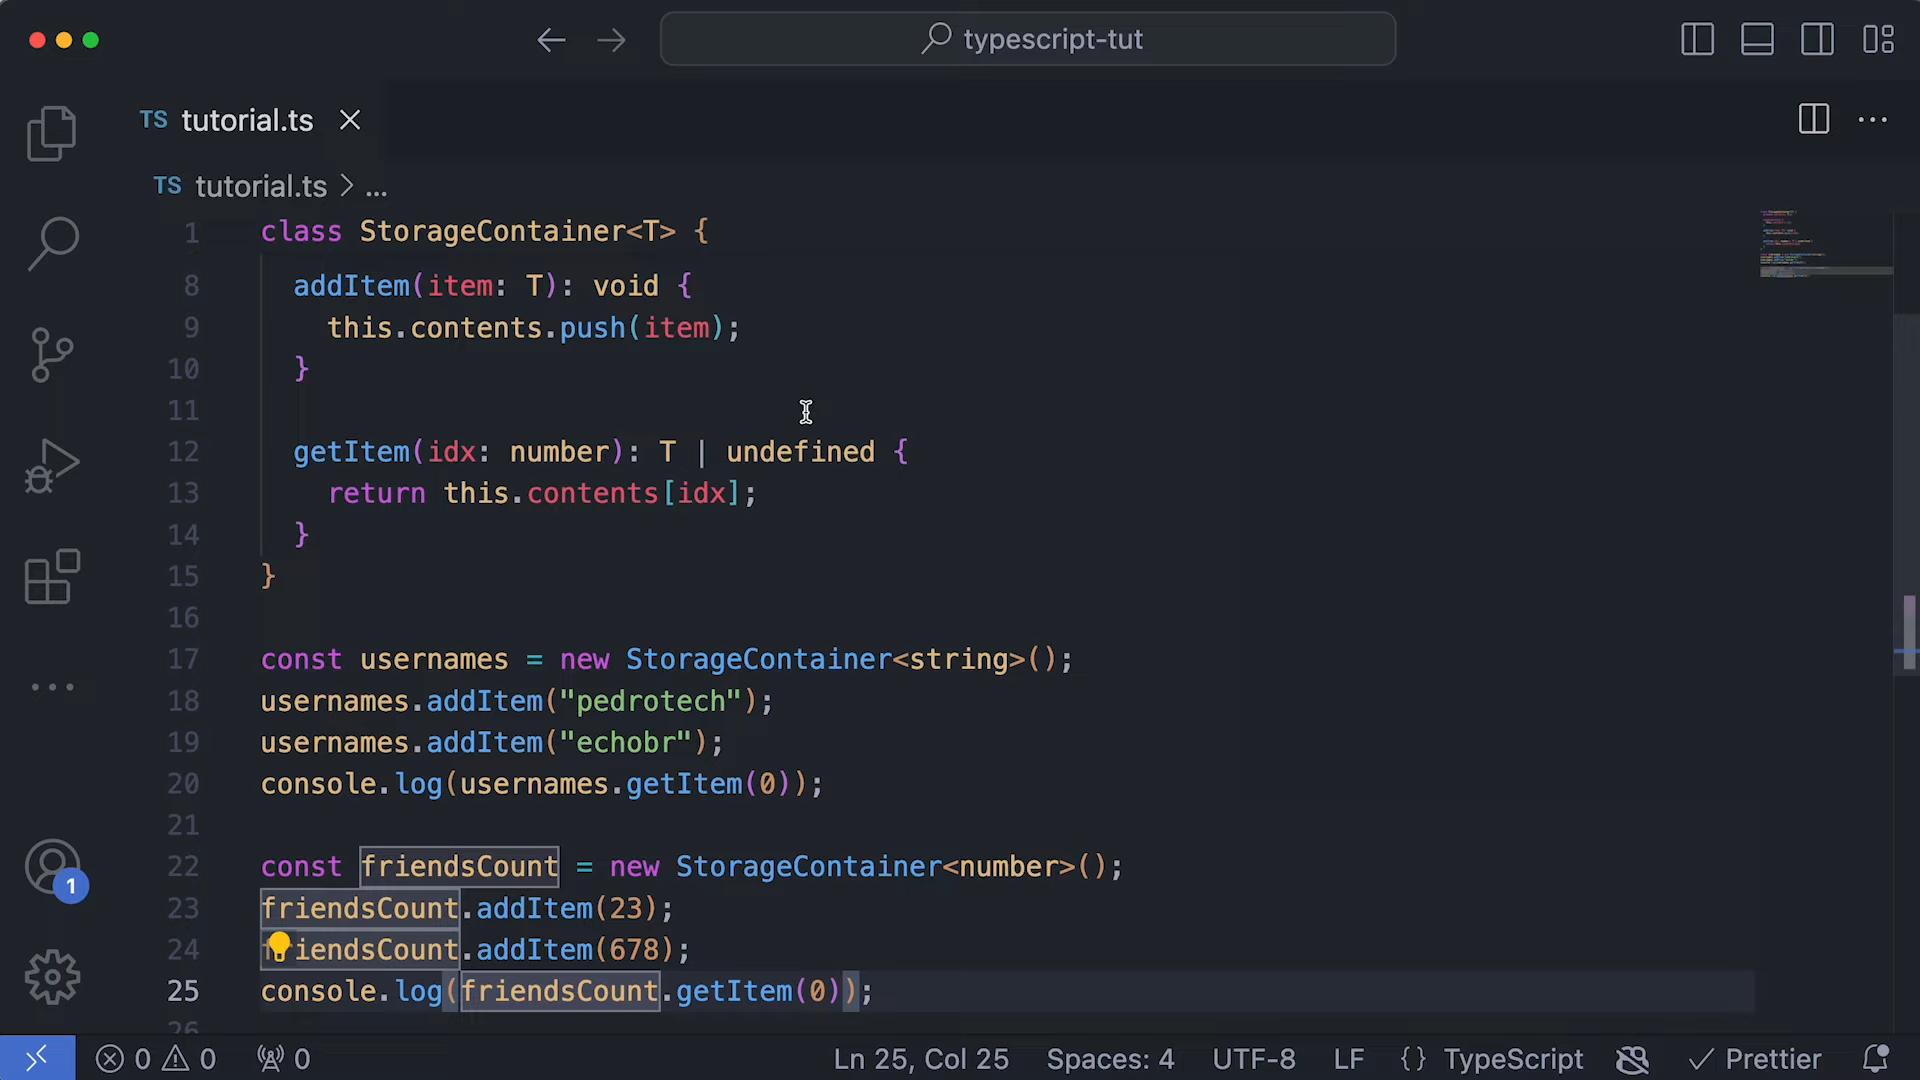 typescript-tut
TS tutorial.ts
TS tutorial.ts > ...
1 class StorageContainer<T> {
8 addItem(item: T): void {
9 this.contents.push(item);
10 }
11
12 getItem(idx: number): T | undefined {
13 return this.contents[idx];
14 }
15 }
16
17 const usernames = new StorageContainer<string>();
18 usernames.addItem("pedrotech");
19 usernames.addItem("echobr");
20 console.log(usernames.getItem(0));
21
22 const friendsCount = new StorageContainer<number>();
23 friendsCount.addItem(23);
24 friendsCount.addItem(678);
25 console.log(friendsCount.getItem(0));
26
1
0 0 0 Ln 25, Col 25 Spaces: 4 UTF-8 LF {} TypeScript Prettier